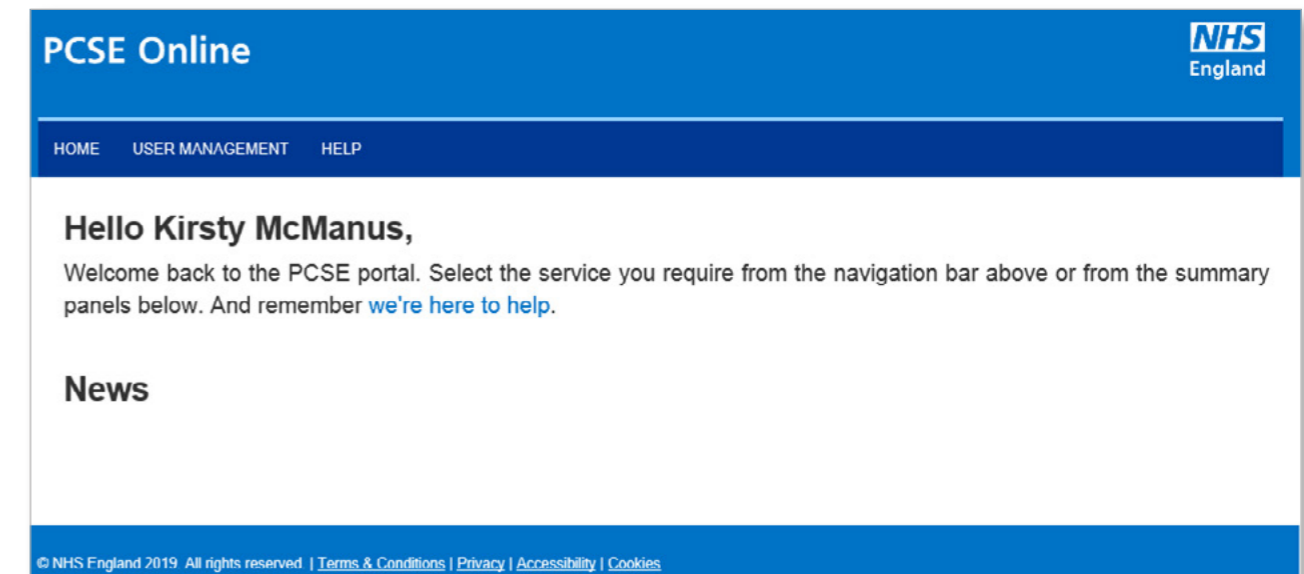 PCSE Online
NHS
England
HOME USER MANAGEMENT HELP
Hello Kirsty McManus,
Welcome back to the PCSE portal. Select the service you require from the navigation bar above or from the summary
panels below. And remember we're here to help.
News
© NHS England 2019 All rights reserved | Terms & Conditions | Privacy | Accessibility | Cookies